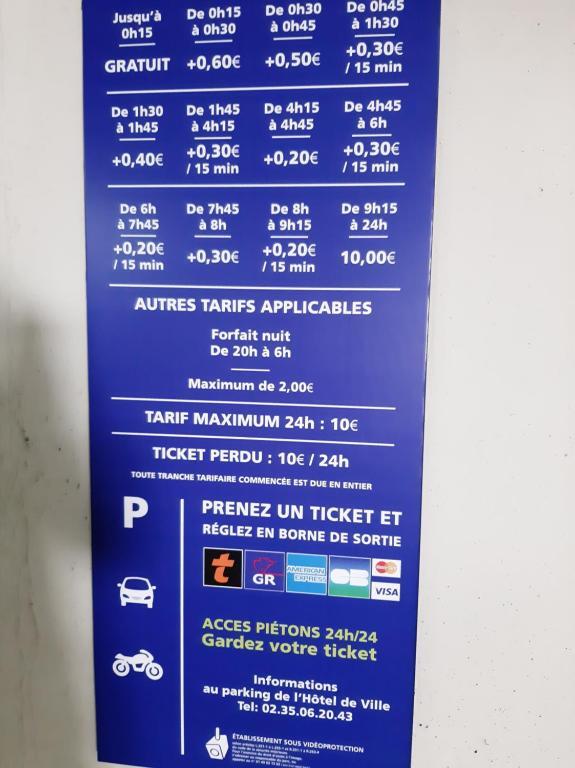 Jusqu'à
0h15
GRATUIT
De 0h15
à 0h30
+0,60€
De 0h30
à 0h45
+0,50€
De 0h45
à 1h30
+0,30€
/ 15 min
De 1h30
à 1h45
+0,40€
De 1h45
à 4h15
+0,30€
/ 15 min
De 4h15
à 4h45
+0,20€
De 4h45
à 6h
+0,30€
/ 15 min
De 6h
à 7h45
+0,20€
/ 15 min
De 7h45
à 8h
+0,30€
De 8h
à 9h15
+0,20€
/ 15 min
De 9h15
à 24h
10,00€
AUTRES TARIFS APPLICABLES
Forfait nuit
De 20h à 6h
Maximum de 2,00€
TARIF MAXIMUM 24h : 10€
TICKET PERDU : 10€ / 24h
TOUTE TRANCHE TARIFAIRE COMMENCÉE EST DUE EN ENTIER
P
PRENEZ UN TICKET ET
RÉGLEZ EN BORNE DE SORTIE
t
GR
AMERICAN
EXPRESS
CB
MasterCard
VISA
ACCES PIÉTONS 24h/24
Gardez votre ticket
Informations
au parking de l'Hôtel de Ville
Tel: 02.35.06.20.43
ÉTABLISSEMENT SOUS VIDÉOPROTECTION